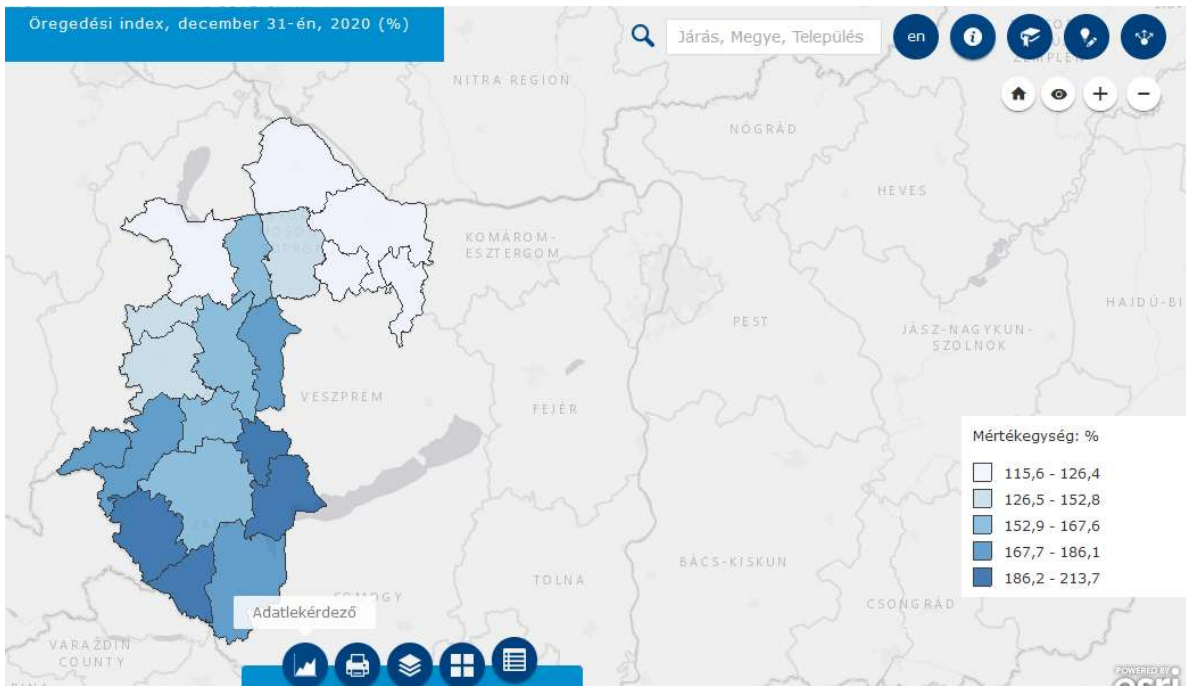 Öregedési index, december 31-én, 2020 (%)
Járás, Megye, Település
en
NITRA REGION
ZEMPLÉN
NÓGRÁD
HEVES
KOMÁROM-
ESZTERGOM
HAJDÚ-BI
PEST
JÁSZ-NAGYKUN-
SZOLNOK
VESZPRÉM
FEJÉR
Mértékegység: %
115,6 - 126,4
126,5 - 152,8
152,9 - 167,6
167,7 - 186,1
186,2 - 213,7
BÁCS-KISKUN
TOLNA
CSONGRÁD
Adatlekérdező
VARAŽDIN
COUNTY
POWERED BY
esri